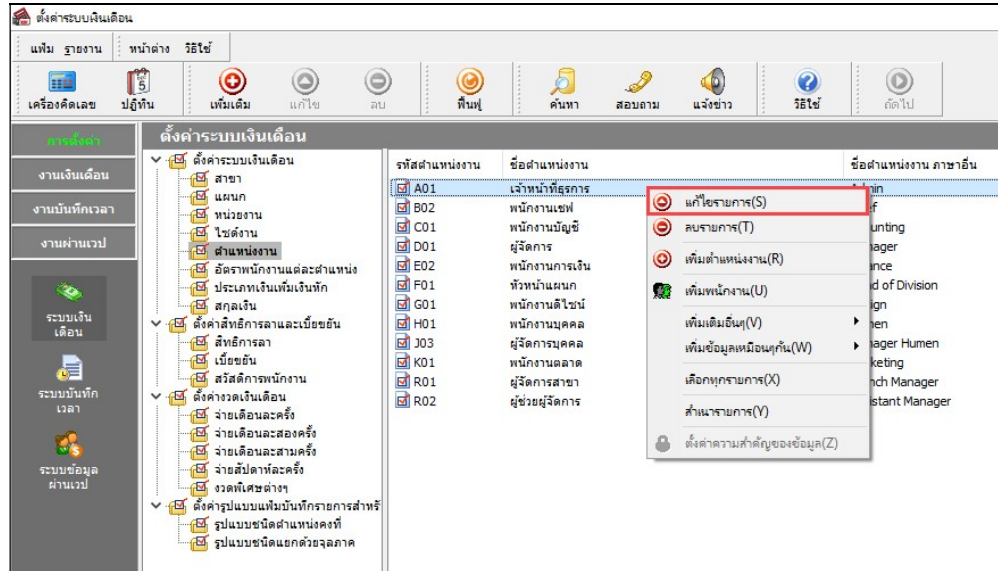 ตั้งค่าระบบเงินเดือน
แฟ้ม รายงาน หน้าต่าง วิธีใช้
เครื่องคิดเลข ปฏิทิน เพิ่มเติม แก้ไข ลบ ฟื้นฟู ค้นหา สอบถาม แจ้งข่าว วิธีใช้ ถัดไป
การตั้งค่า
งานเงินเดือน
งานบันทึกเวลา
งานผ่านเวป
ระบบเงิน
เดือน
ระบบบันทึก
เวลา
ระบบข้อมูล
ผ่านเวป
ตั้งค่าระบบเงินเดือน
ตั้งค่าระบบเงินเดือน
สาขา
แผนก
หน่วยงาน
ไซด์งาน
ตำแหน่งงาน
อัตราพนักงานแต่ละตำแหน่ง
ประเภทเงินเพิ่มเงินหัก
สกุลเงิน
ตั้งค่าสิทธิการลาและเบี้ยขยัน
สิทธิการลา
เบี้ยขยัน
สวัสดิการพนักงาน
ตั้งค่างวดเงินเดือน
จ่ายเดือนละครั้ง
จ่ายเดือนละสองครั้ง
จ่ายเดือนละสามครั้ง
จ่ายสัปดาห์ละครั้ง
งวดพิเศษต่างๆ
ตั้งค่ารูปแบบแฟ้มบันทึกรายการสำหรั
รูปแบบชนิดตำแหน่งคงที่
รูปแบบชนิดแยกด้วยจุลภาค
รหัสตำแหน่งงาน ชื่อตำแหน่งงาน ชื่อตำแหน่งงาน ภาษาอื่น
A01 เจ้าหน้าที่ธุรการ
B02 พนักงานเชฟ
C01 พนักงานบัญชี unting
D01 ผู้จัดการ ager
E02 พนักงานการเงิน ance
F01 หัวหน้าแผนก d of Division
G01 พนักงานดีไซน์ ign
H01 พนักงานบุคคล en
J03 ผู้จัดการบุคคล ager Humen
K01 พนักงานตลาด keting
R01 ผู้จัดการสาขา ch Manager
R02 ผู้ช่วยผู้จัดการ istant Manager
แก้ไขรายการ(S)
ลบรายการ(T)
เพิ่มตำแหน่งงาน(R)
เพิ่มพนักงาน(U)
เพิ่มเติมอื่นๆ(V)
เพิ่มข้อมูลเหมือนๆกัน(W)
เลือกทุกรายการ(X)
สำเนารายการ(Y)
ตั้งค่าความสำคัญของข้อมูล(Z)